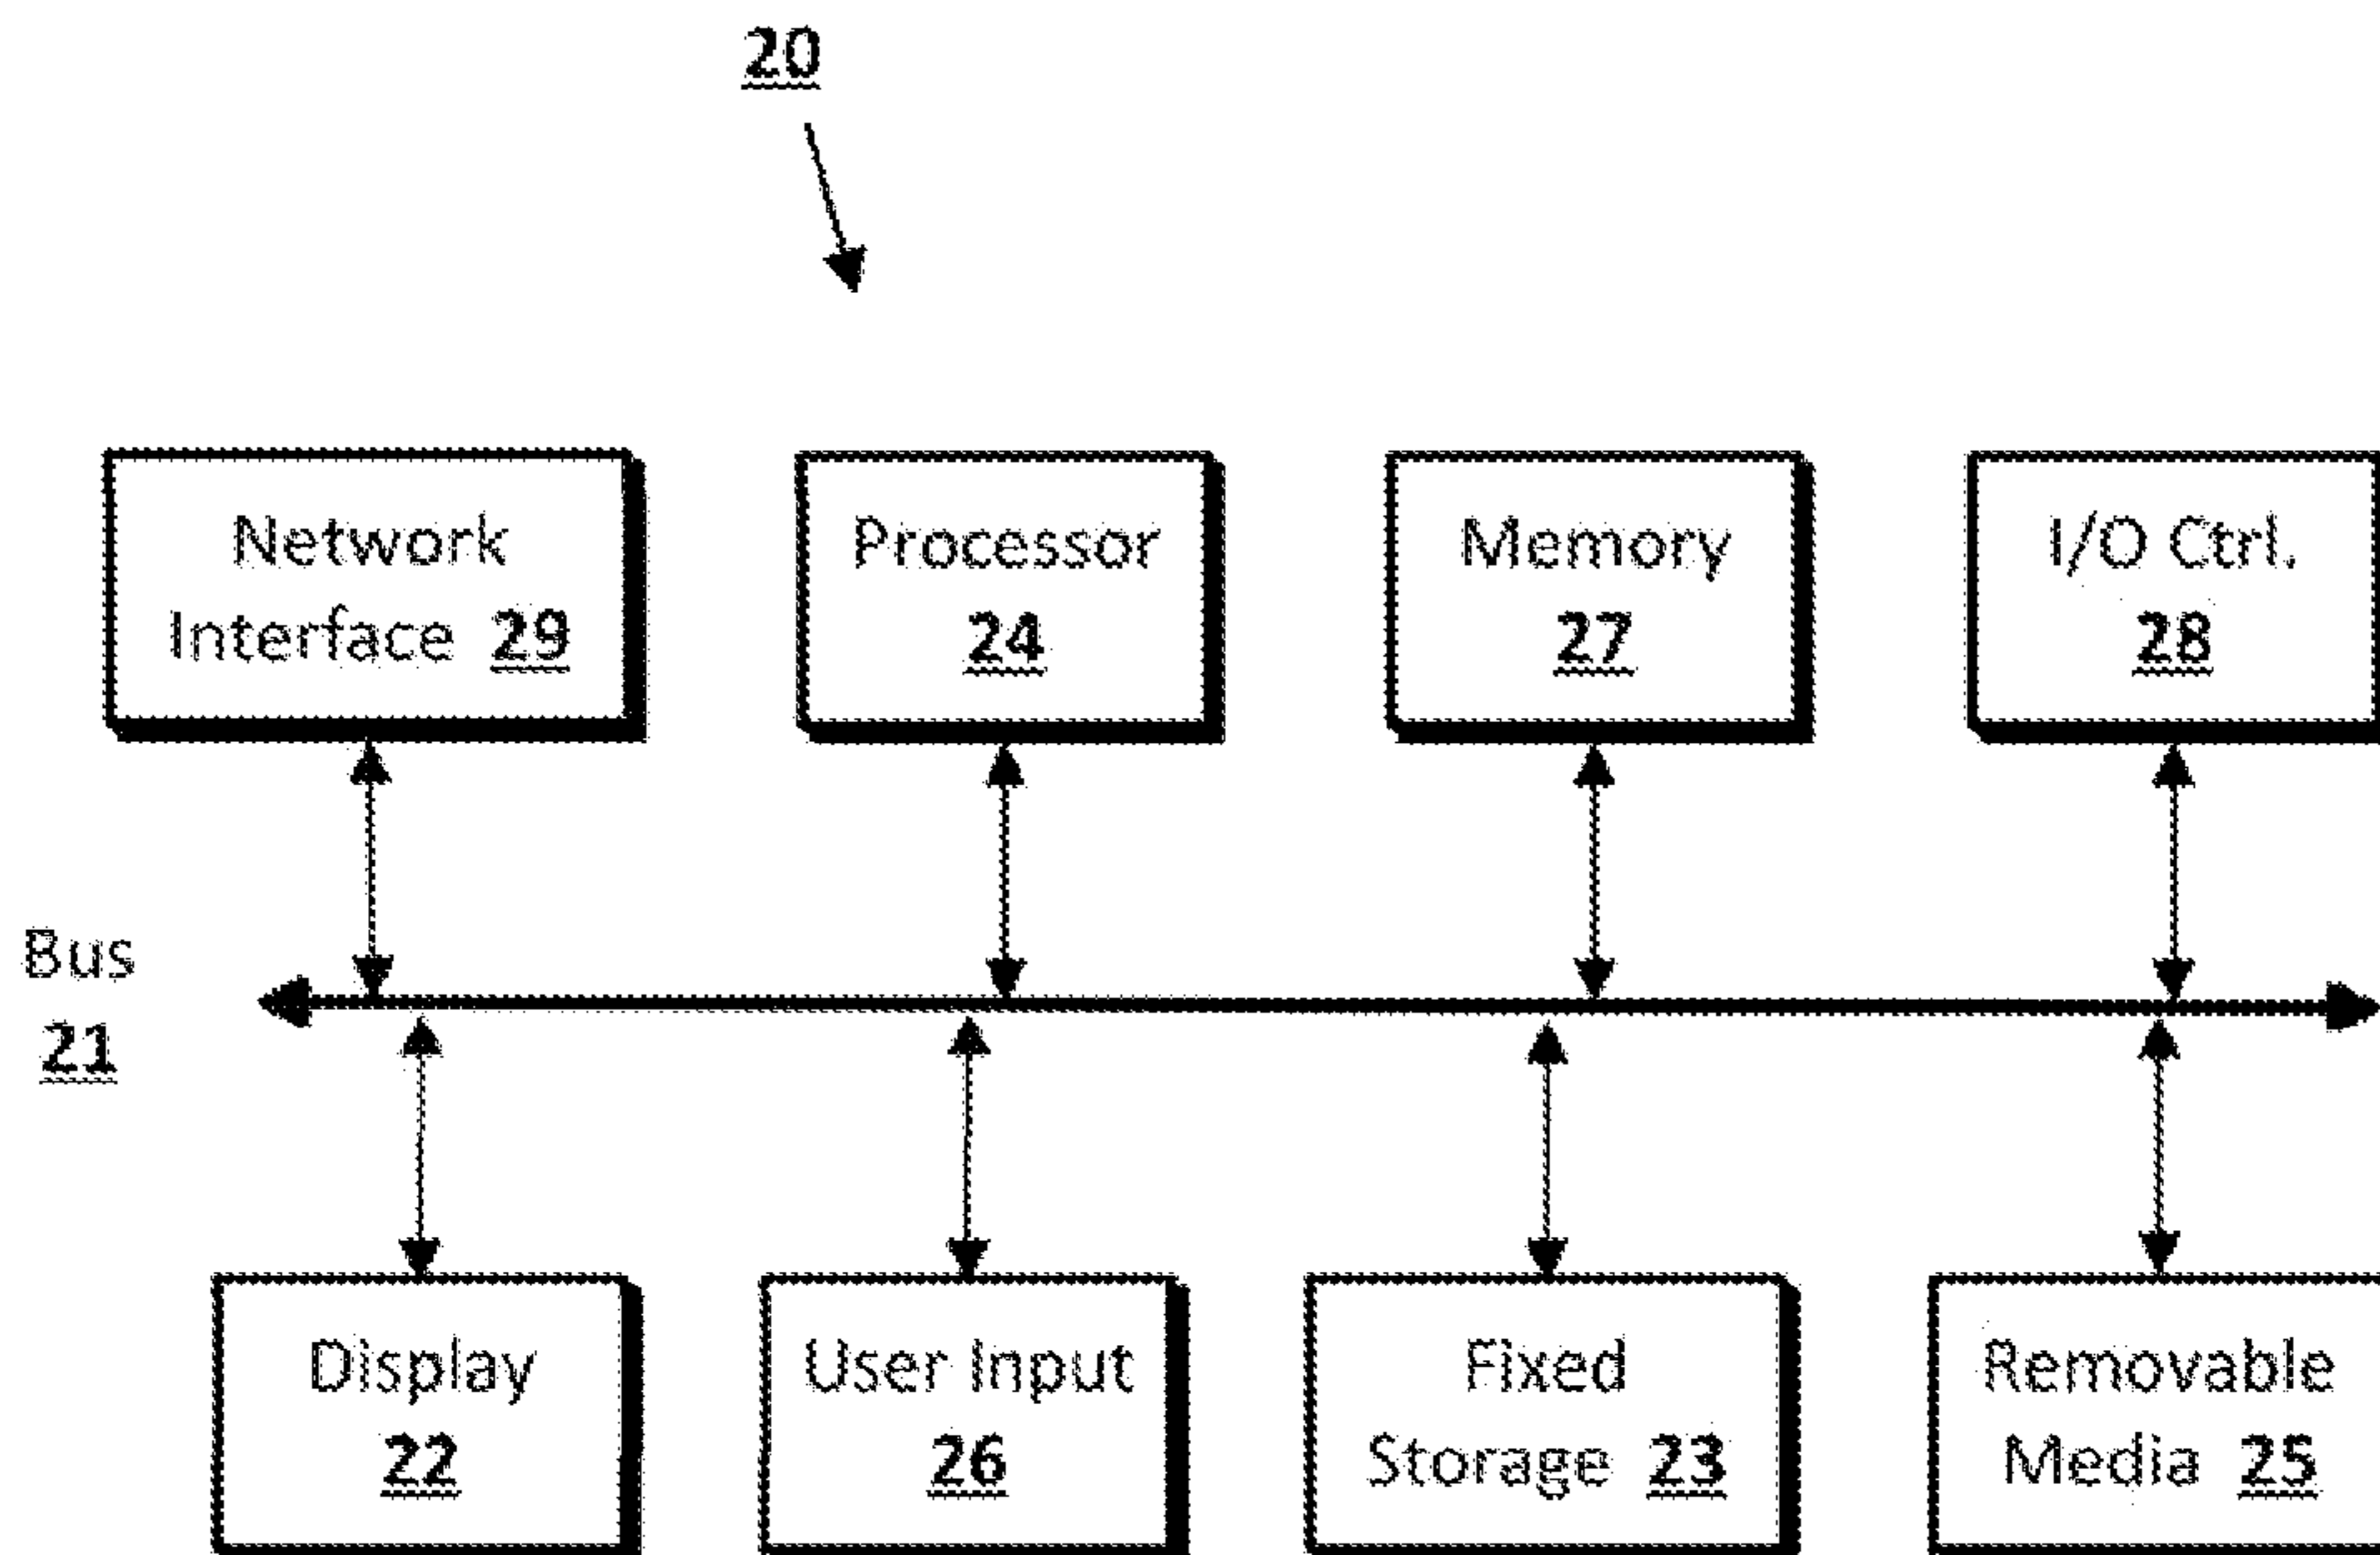 20
Network
Interface 29
Processor
24
Memory
27
I/O Ctrl.
28
Bus
21
Display
22
User Input
26
Fixed
Storage 23
Removable
Media 25